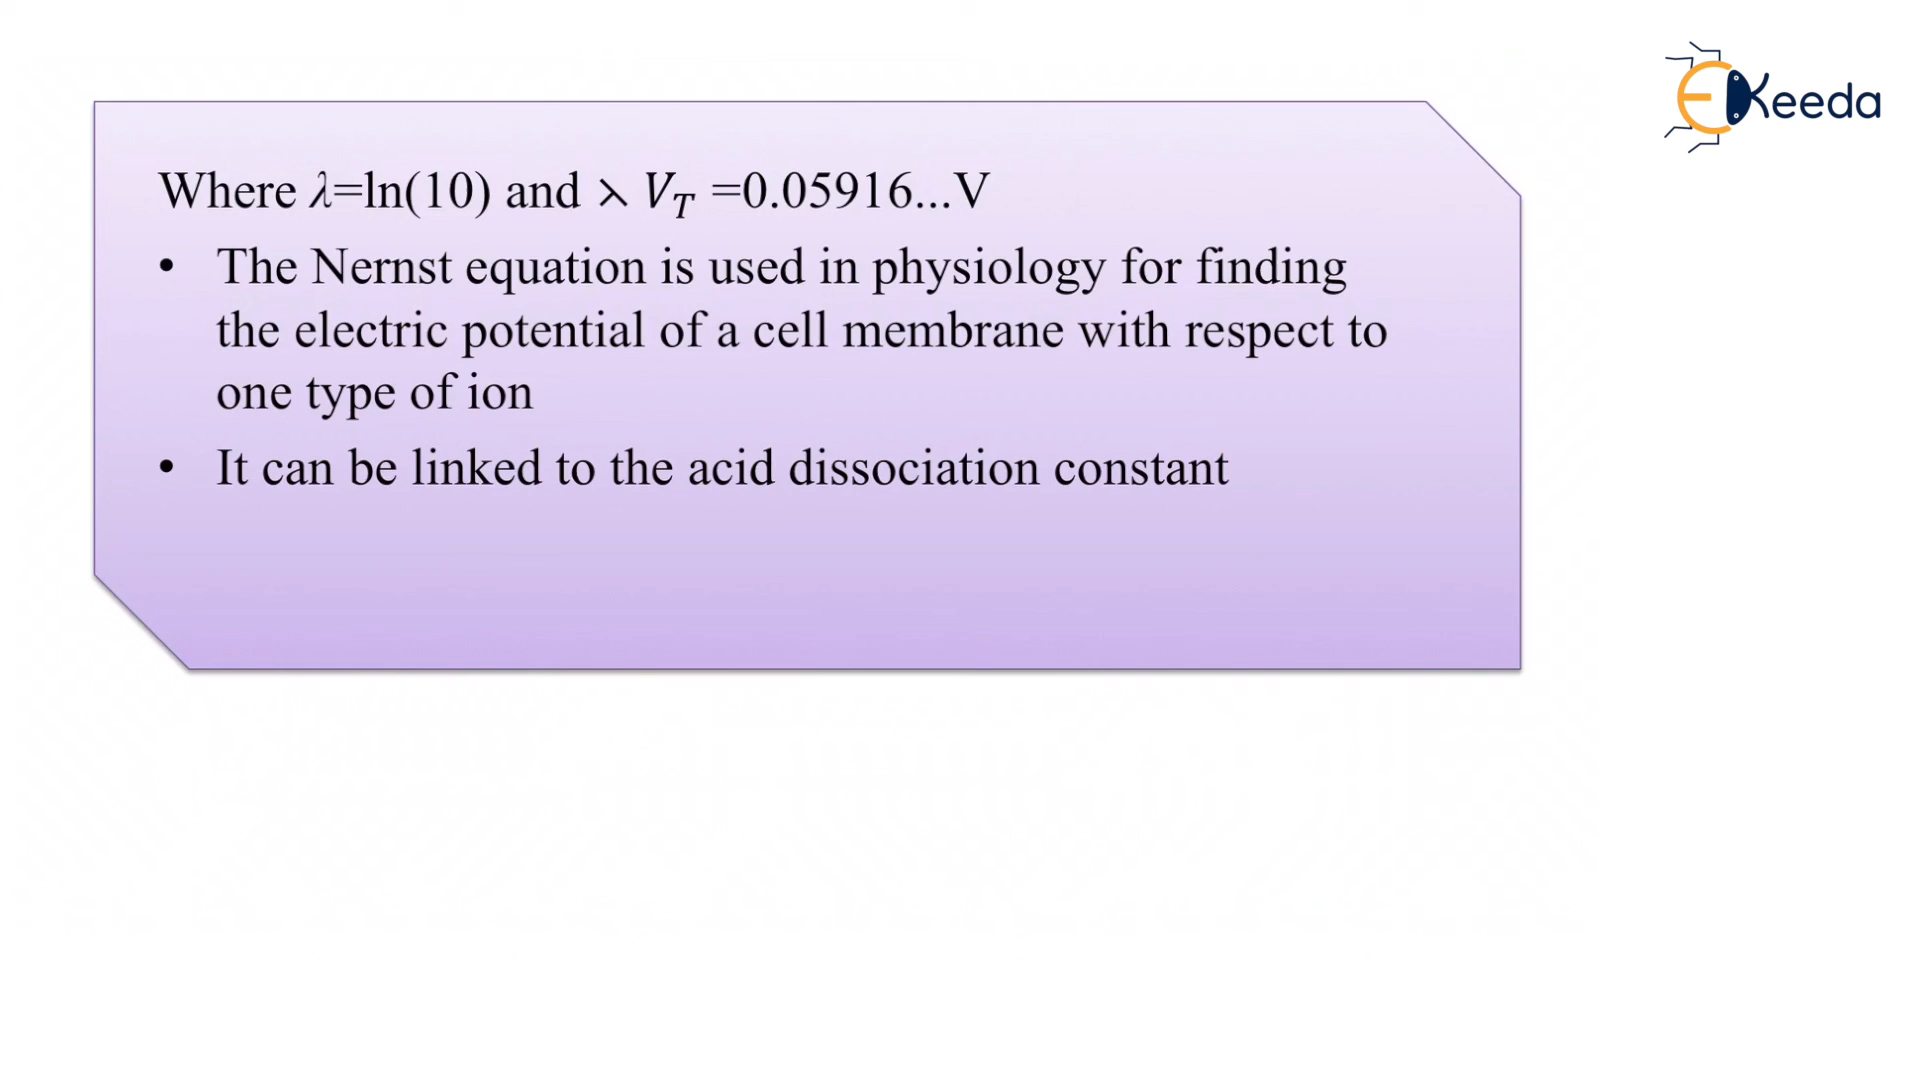 EKeeda
Where λ=ln(10) and ⋋ V_T =0.05916...V
• The Nernst equation is used in physiology for finding
the electric potential of a cell membrane with respect to
one type of ion
• It can be linked to the acid dissociation constant